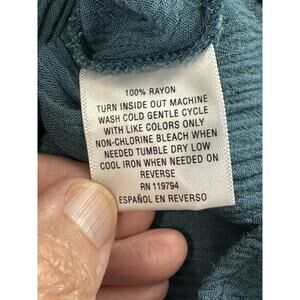 100% RAYON
TURN INSIDE OUT MACHINE
WASH COLD GENTLE CYCLE
WITH LIKE COLORS ONLY
NON-CHLORINE BLEACH WHEN
NEEDED TUMBLE DRY LOW
COOL IRON WHEN NEEDED ON
REVERSE
RN 119794
ESPAÑOL EN REVERSO